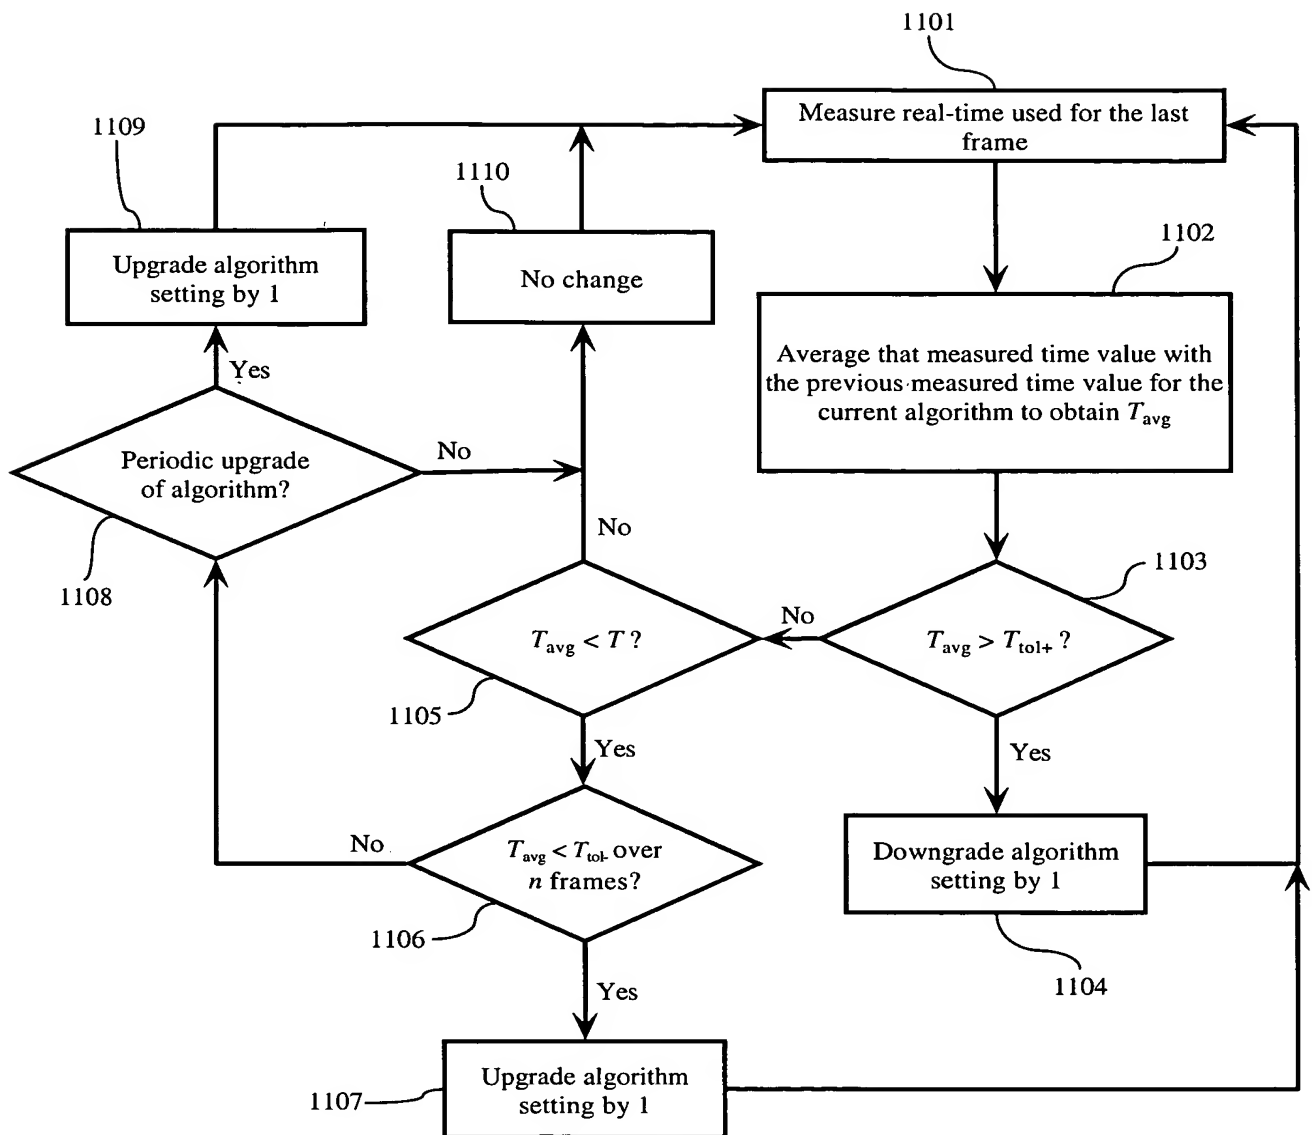 1101
Measure real-time used for the last
frame
1109
1110
1102
Upgrade algorithm
setting by 1
No change
Average that measured time value with
the previous measured time value for the
current algorithm to obtain Tavg
Yes
Periodic upgrade
of algorithm?
No
No
1108
1103
Tavg < T ?
No
Tavg > Ttol+ ?
1105
Yes
Yes
No
Tavg < Ttol- over
n frames?
Downgrade algorithm
setting by 1
1106
1104
Yes
Upgrade algorithm
setting by 1
1107